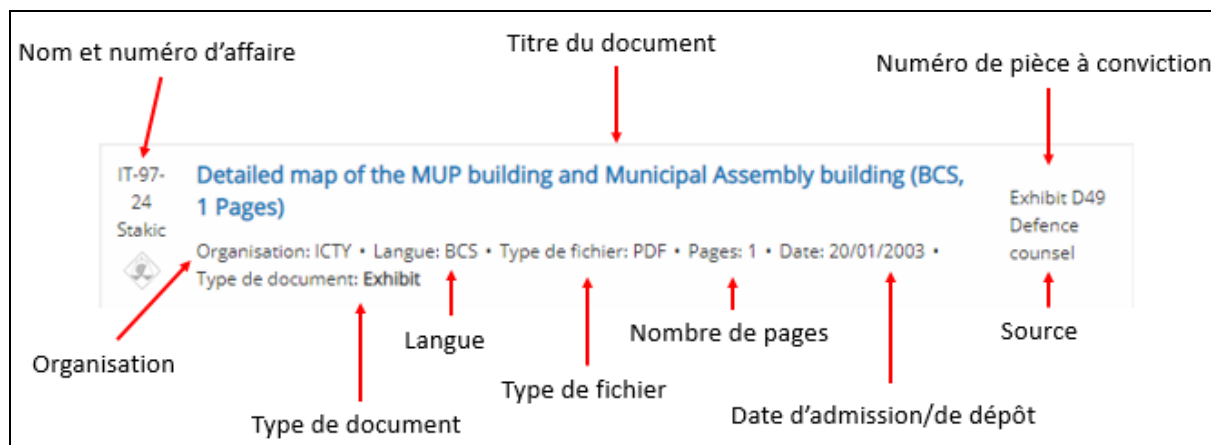 Nom et numéro d'affaire
Titre du document
Numéro de pièce à conviction
IT-97-
24
Stakic
Detailed map of the MUP building and Municipal Assembly building (BCS,
1 Pages)
Organisation: ICTY • Langue: BCS • Type de fichier: PDF • Pages: 1 • Date: 20/01/2003 •
Type de document: Exhibit
Exhibit D49
Defence
counsel
Organisation
Langue
Nombre de pages
Source
Type de fichier
Type de document
Date d'admission/de dépôt